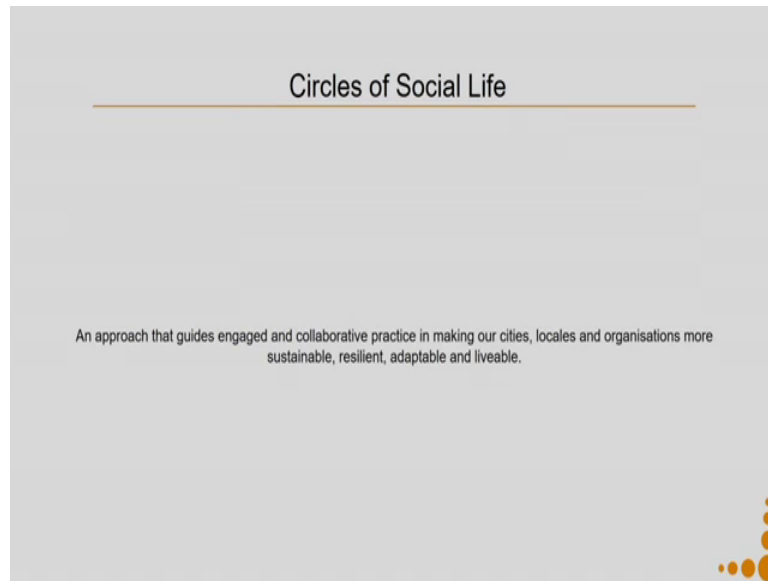 Circles of Social Life
An approach that guides engaged and collaborative practice in making our cities, locales and organisations more
sustainable, resilient, adaptable and liveable.